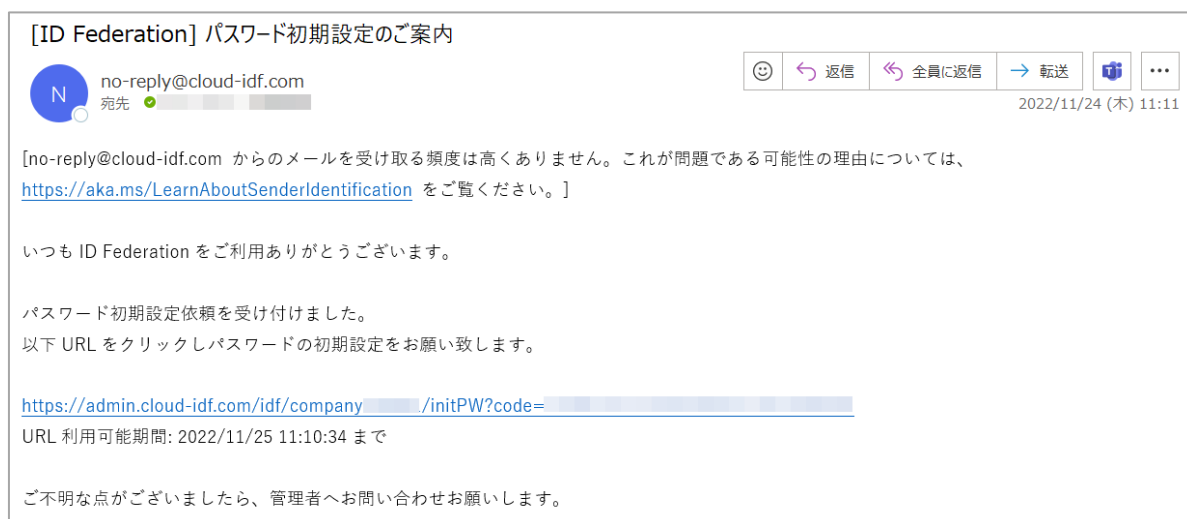 [ID Federation] パスワード初期設定のご案内
N
no-reply@cloud-idf.com
宛先
返信
全員に返信
転送
2022/11/24 (木) 11:11
[no-reply@cloud-idf.com からのメールを受け取る頻度は高くありません。これが問題である可能性の理由については、
https://aka.ms/LearnAboutSenderIdentification をご覧ください。]
いつも ID Federation をご利用ありがとうございます。
パスワード初期設定依頼を受け付けました。
以下 URL をクリックしパスワードの初期設定をお願い致します。
https://admin.cloud-idf.com/idf/company /initPW?code=
URL 利用可能期間: 2022/11/25 11:10:34 まで
ご不明な点がございましたら、管理者へお問い合わせお願いします。